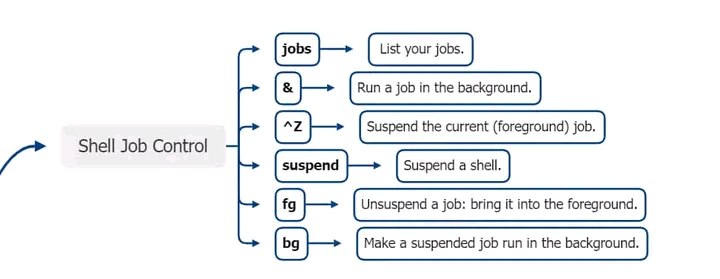 Shell Job Control
jobs
List your jobs.
&
Run a job in the background.
^Z
Suspend the current (foreground) job.
suspend
Suspend a shell.
fg
Unsuspend a job: bring it into the foreground.
bg
Make a suspended job run in the background.